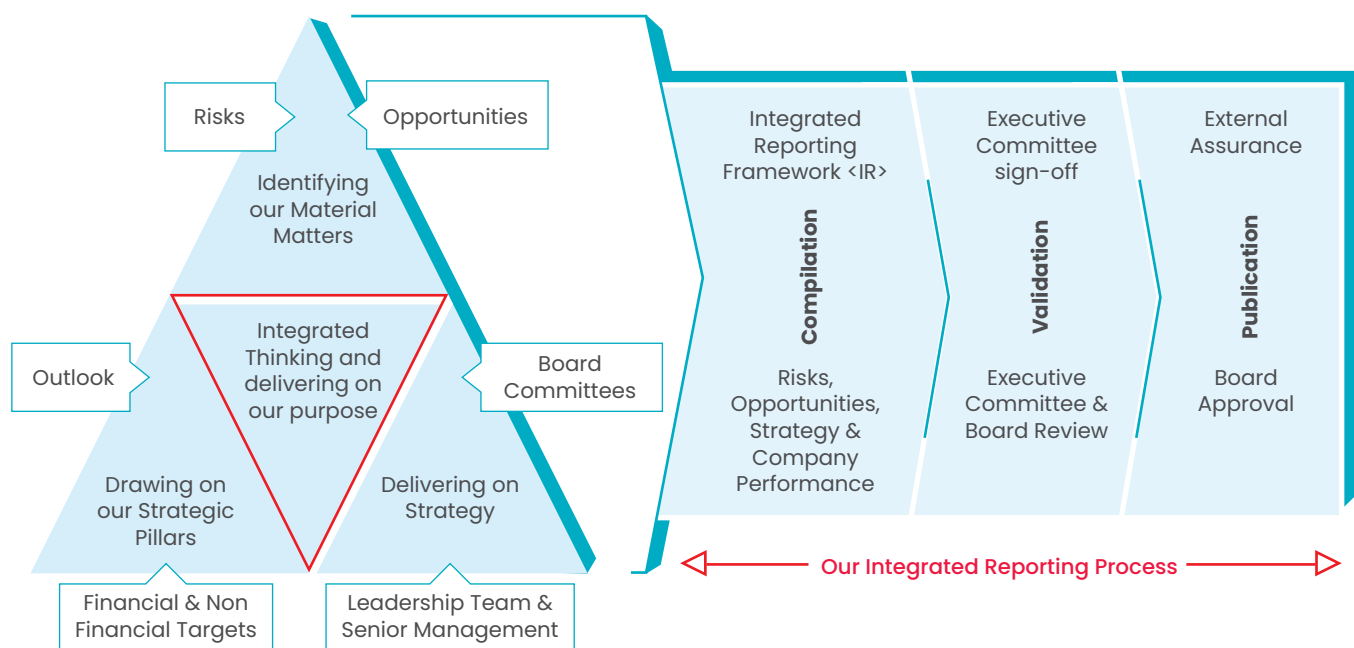 Risks
Opportunities
Identifying
our Material
Matters
Outlook
Integrated
Thinking and
delivering on
our purpose
Board
Committees
Drawing on
our Strategic
Pillars
Delivering on
Strategy
Financial & Non
Financial Targets
Leadership Team &
Senior Management
Integrated
Reporting
Framework <IR>
Compilation
Risks,
Opportunities,
Strategy &
Company
Performance
Executive
Committee
sign-off
Validation
Executive
Committee &
Board Review
External
Assurance
Publication
Board
Approval
Our Integrated Reporting Process